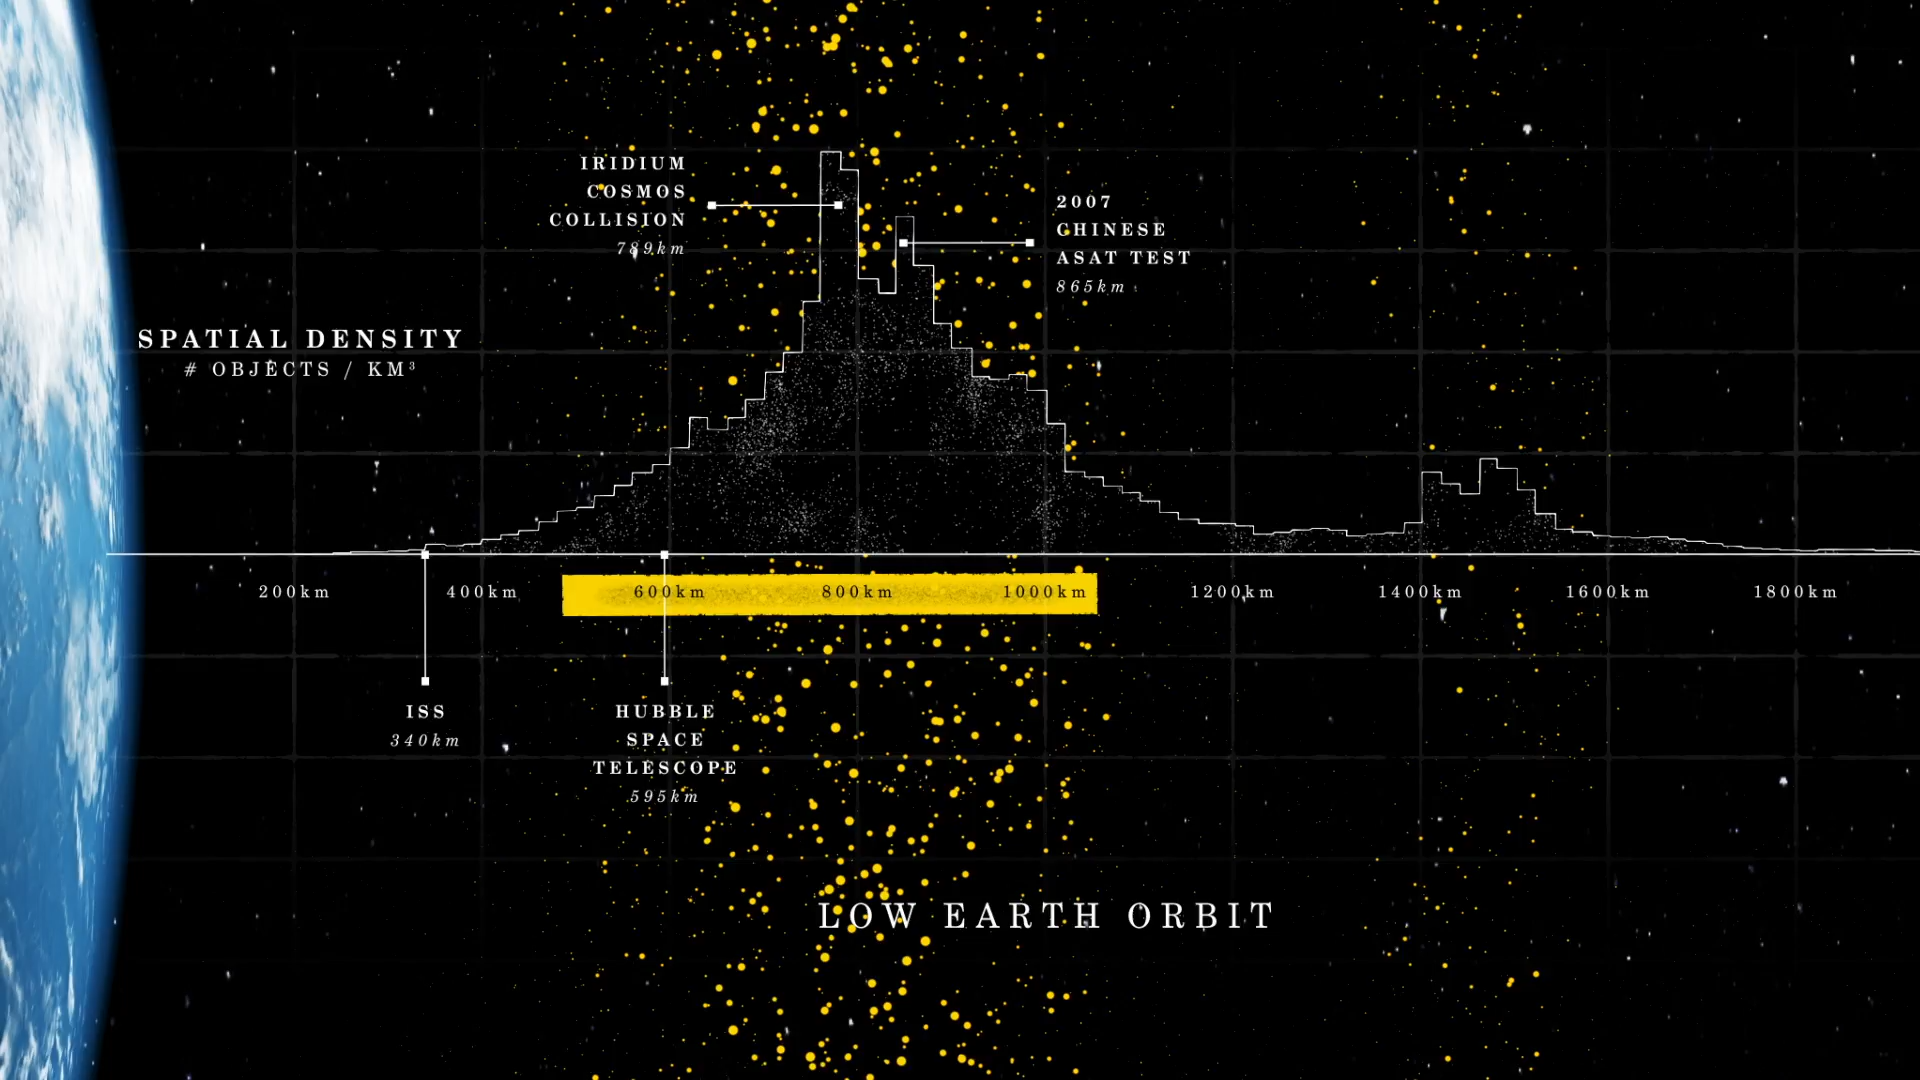 IRIDIUM
COSMOS
COLLISION
789km
2007
CHINESE
ASAT TEST
865km
SPATIAL DENSITY
# OBJECTS / KM³
200km
400km
600km
800km
1000km
1200km
1400km
1600km
1800km
ISS
340km
HUBBLE
SPACE
TELESCOPE
595km
LOW EARTH ORBIT